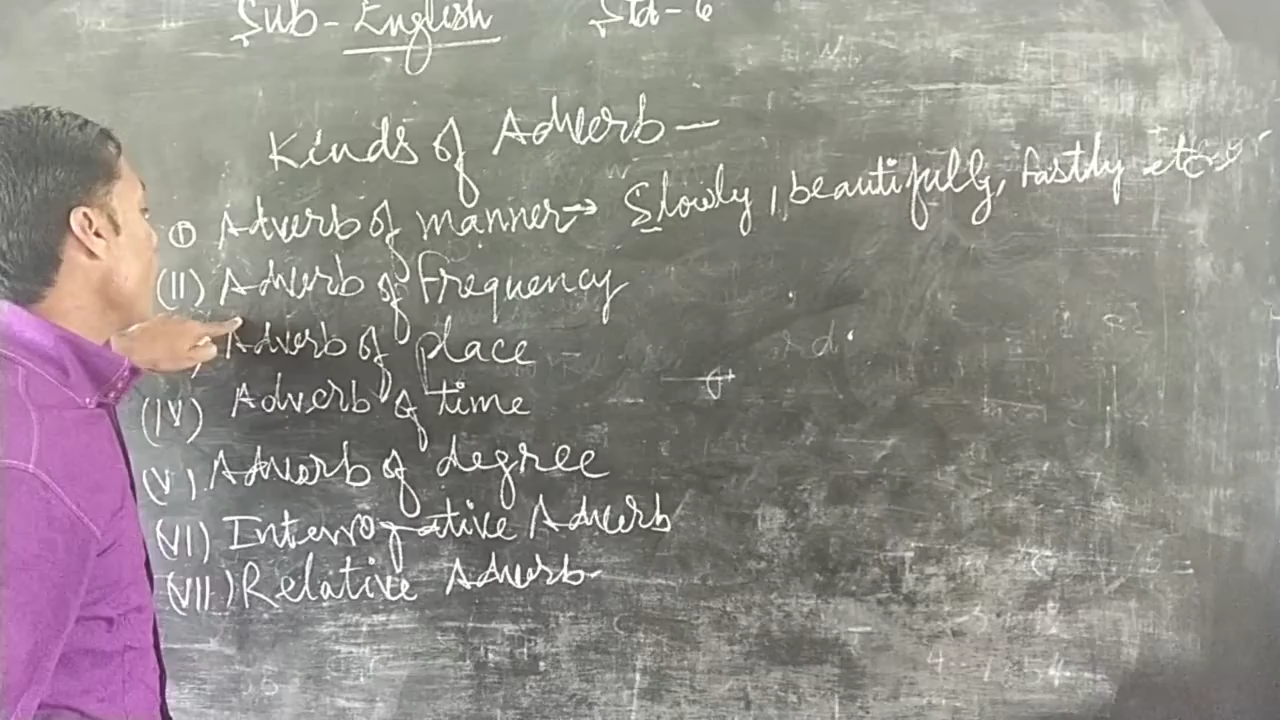 Sub - English Std - 6
Kinds of Adverb -
(I) Adverb of manner → Slowly, beautifully, fastly etc
(II) Adverb of frequency
Adverb of place
(IV) Adverb of time
(V) Adverb of degree
(VI) Interrogative Adverb
(VII) Relative Adverb